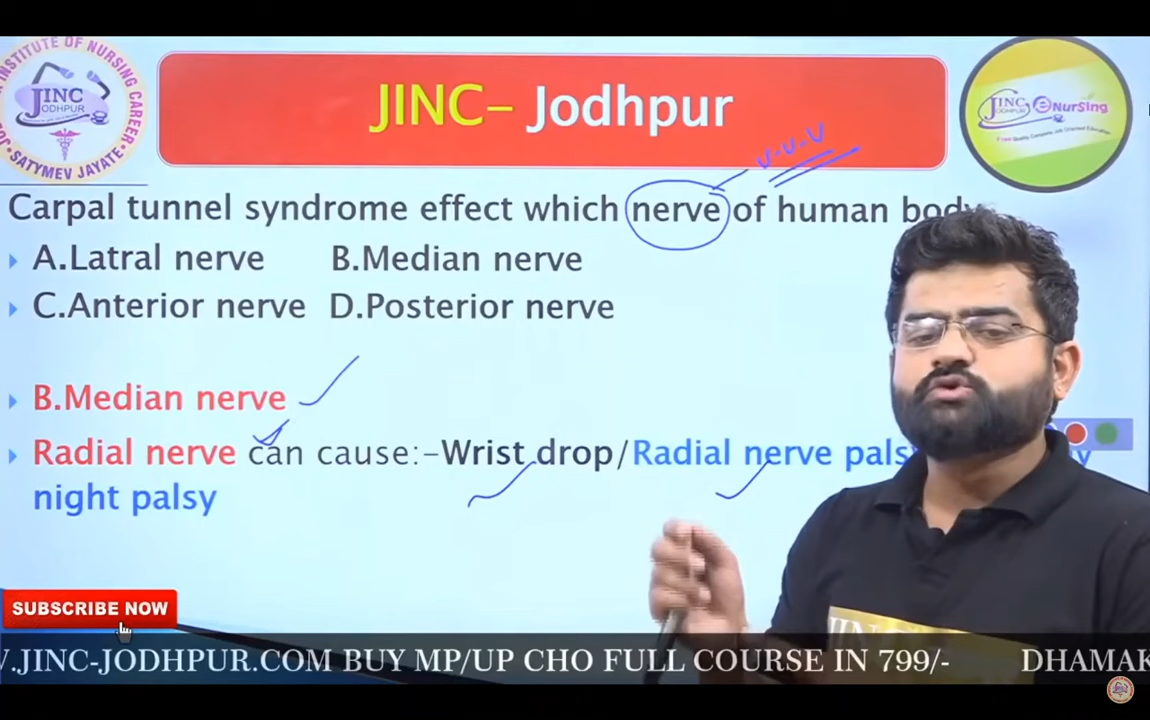 INSTITUTE OF NURSING CAREER
JINC
JODHPUR
SATYMEV JAYATE
JINC- Jodhpur
JINC eNursing
JODHPUR
V-V-V
Carpal tunnel syndrome effect which nerve of human body
A.Latral nerve B.Median nerve
C.Anterior nerve D.Posterior nerve
B.Median nerve
Radial nerve can cause:-Wrist drop/Radial nerve pals
night palsy
SUBSCRIBE NOW
.JINC-JODHPUR.COM BUY MP/UP CHO FULL COURSE IN 799/- DHAMAK